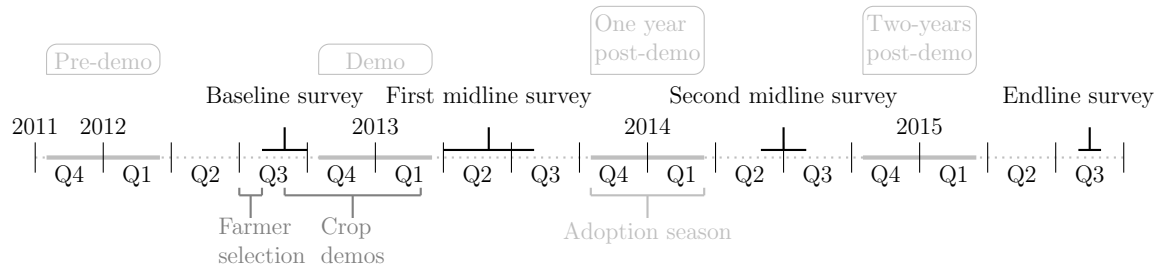 One year
post-demo
Two-years
post-demo
Pre-demo
Demo
Baseline survey
First midline survey
Second midline survey
Endline survey
2011
2012
2013
2014
2015
Q4
Q1
Q2
Q3
Q4
Q1
Q2
Q3
Q4
Q1
Q2
Q3
Q4
Q1
Q2
Q3
Farmer
selection
Crop
demos
Adoption season